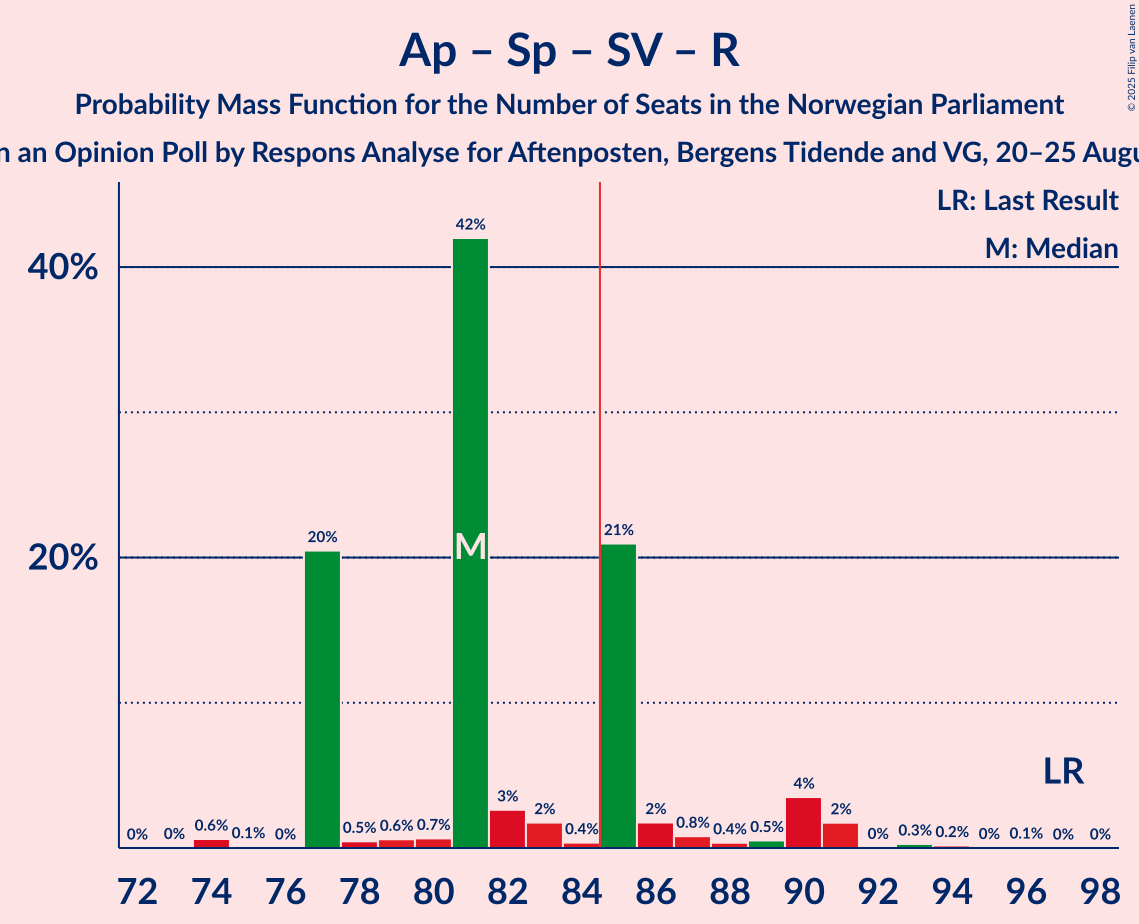 Ap – Sp – SV – R
Probability Mass Function for the Number of Seats in the Norwegian Parliament
an Opinion Poll by Respons Analyse for Aftenposten, Bergens Tidende and VG, 20–25
© 2025 Filip van Laenen
LR: Last Result
M: Median
40%
20%
0% 0% 0.6% 0.1% 0% 20% 0.5% 0.6% 0.7% 42% 3% 2% 0.4% 21% 2% 0.8% 0.4% 0.5% 4% 2% 0% 0.3% 0.2% 0% 0.1% 0% 0%
M
LR
72 74 76 78 80 82 84 86 88 90 92 94 96 98